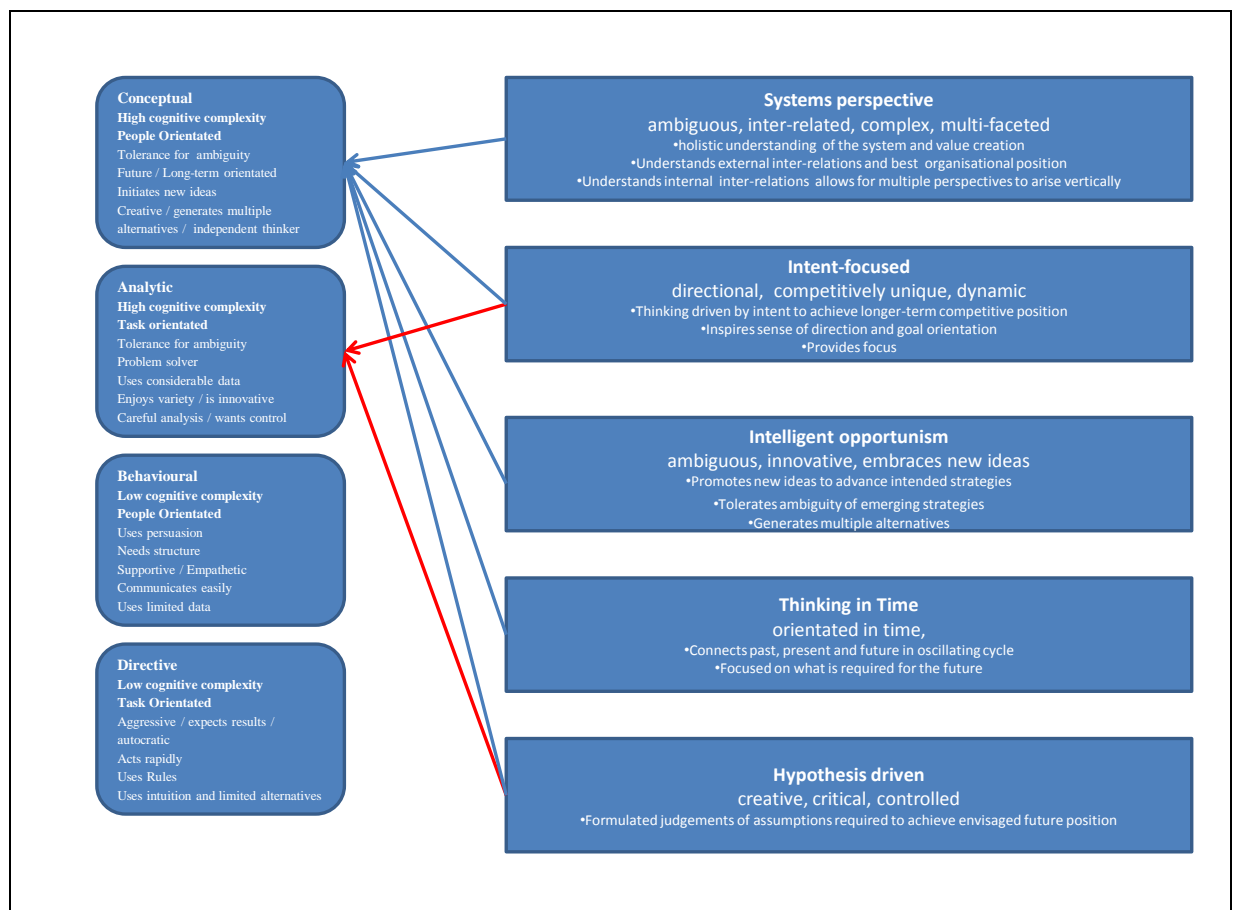 Conceptual
High cognitive complexity
People Orientated
Tolerance for ambiguity
Future / Long-term orientated
Initiates new ideas
Creative / generates multiple
alternatives / independent thinker
Analytic
High cognitive complexity
Task orientated
Tolerance for ambiguity
Problem solver
Uses considerable data
Enjoys variety / is innovative
Careful analysis / wants control
Behavioural
Low cognitive complexity
People Orientated
Uses persuasion
Needs structure
Supportive / Empathetic
Communicates easily
Uses limited data
Directive
Low cognitive complexity
Task Orientated
Aggressive / expects results /
autocratic
Acts rapidly
Uses Rules
Uses intuition and limited alternatives
Systems perspective
ambiguous, inter-related, complex, multi-faceted
•holistic understanding of the system and value creation
•Understands external inter-relations and best organisational position
•Understands internal inter-relations allows for multiple perspectives to arise vertically
Intent-focused
directional, competitively unique, dynamic
•Thinking driven by intent to achieve longer-term competitive position
•Inspires sense of direction and goal orientation
•Provides focus
Intelligent opportunism
ambiguous, innovative, embraces new ideas
•Promotes new ideas to advance intended strategies
•Tolerates ambiguity of emerging strategies
•Generates multiple alternatives
Thinking in Time
orientated in time,
•Connects past, present and future in oscillating cycle
•Focused on what is required for the future
Hypothesis driven
creative, critical, controlled
•Formulated judgements of assumptions required to achieve envisaged future position